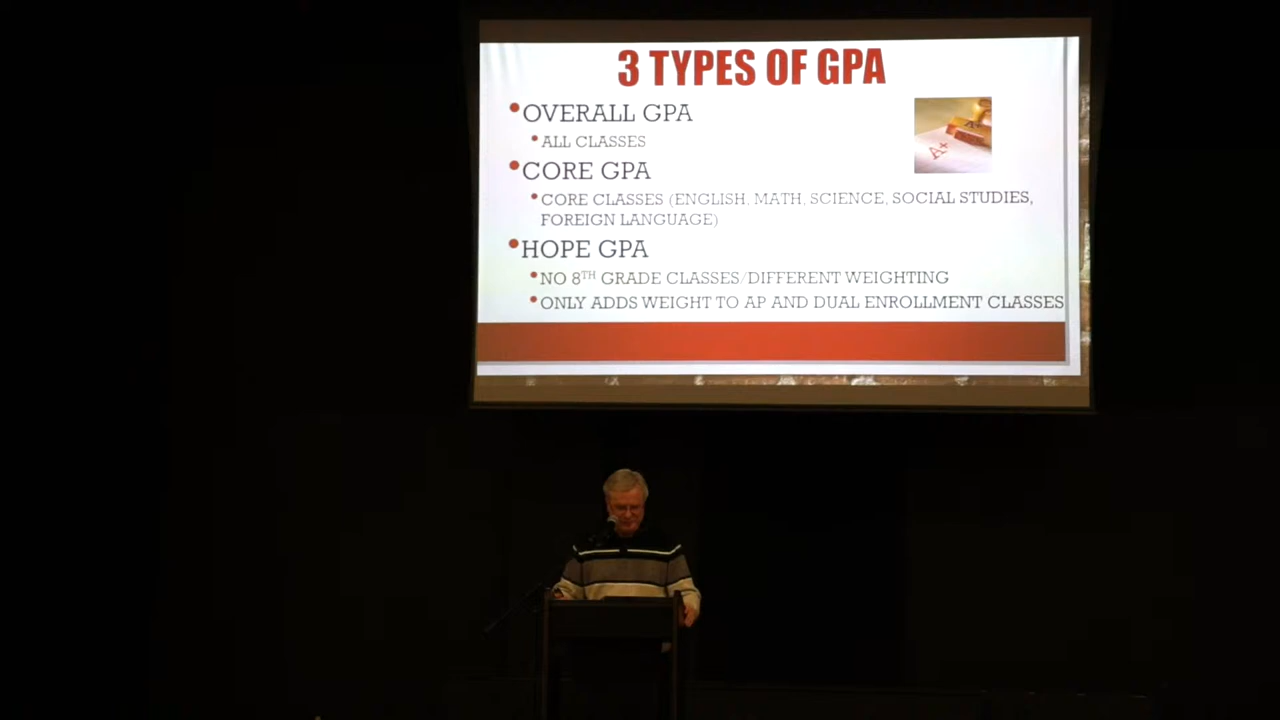 3 TYPES OF GPA
•OVERALL GPA
•ALL CLASSES
•CORE GPA
•CORE CLASSES (ENGLISH, MATH, SCIENCE, SOCIAL STUDIES,
FOREIGN LANGUAGE)
•HOPE GPA
•NO 8TH GRADE CLASSES/DIFFERENT WEIGHTING
•ONLY ADDS WEIGHT TO AP AND DUAL ENROLLMENT CLASSES
A+